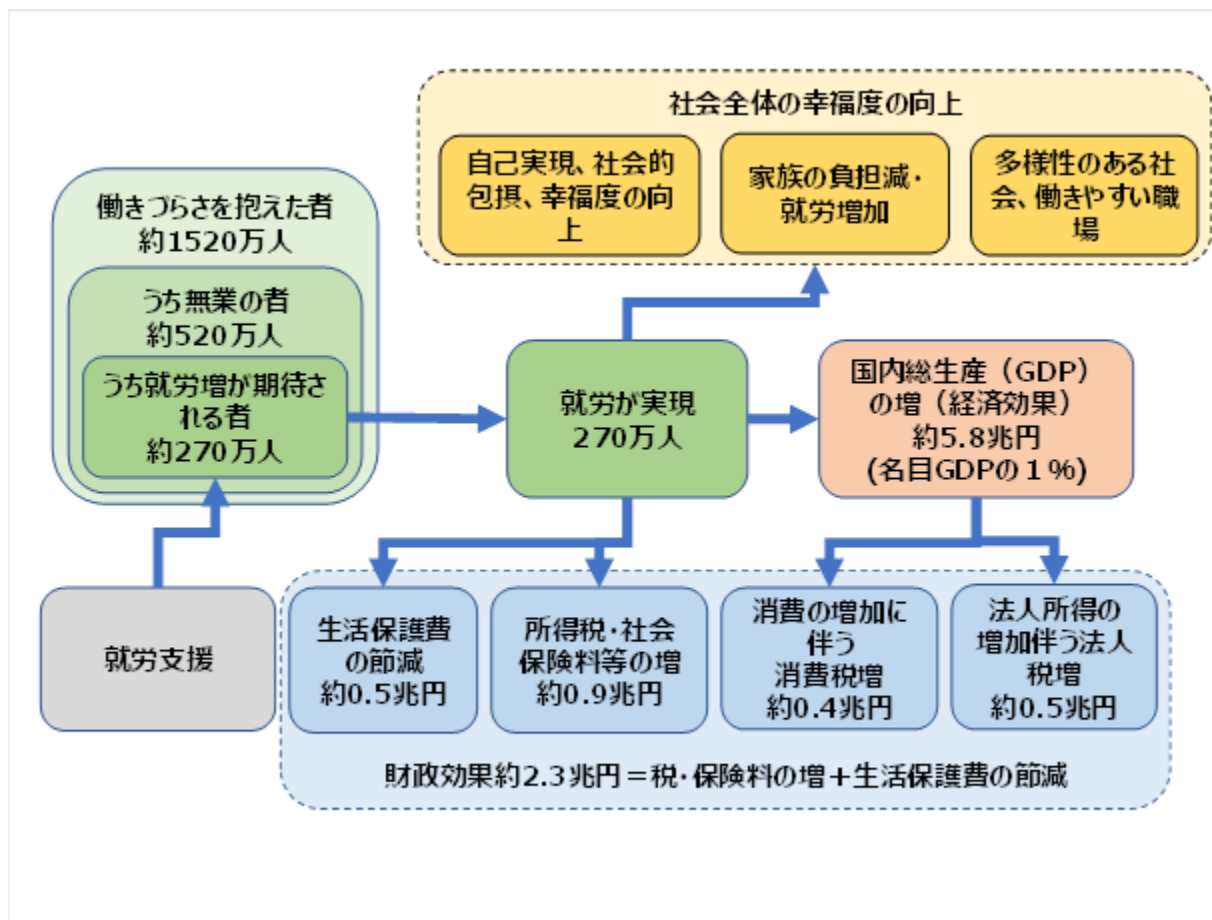 社会全体の幸福度の向上
自己実現、社会的
包摂、幸福度の向
上
家族の負担減・
就労増加
多様性のある社
会、働きやすい職
場
働きづらさを抱えた者
約1520万人
うち無業の者
約520万人
うち就労増が期待さ
れる者
約270万人
就労が実現
270万人
国内総生産（GDP）
の増（経済効果）
約5.8兆円
(名目GDPの１%)
就労支援
生活保護費
の節減
約0.5兆円
所得税・社会
保険料等の増
約0.9兆円
消費の増加に
伴う
消費税増
約0.4兆円
法人所得の
増加伴う法人
税増
約0.5兆円
財政効果約2.3兆円＝税・保険料の増＋生活保護費の節減